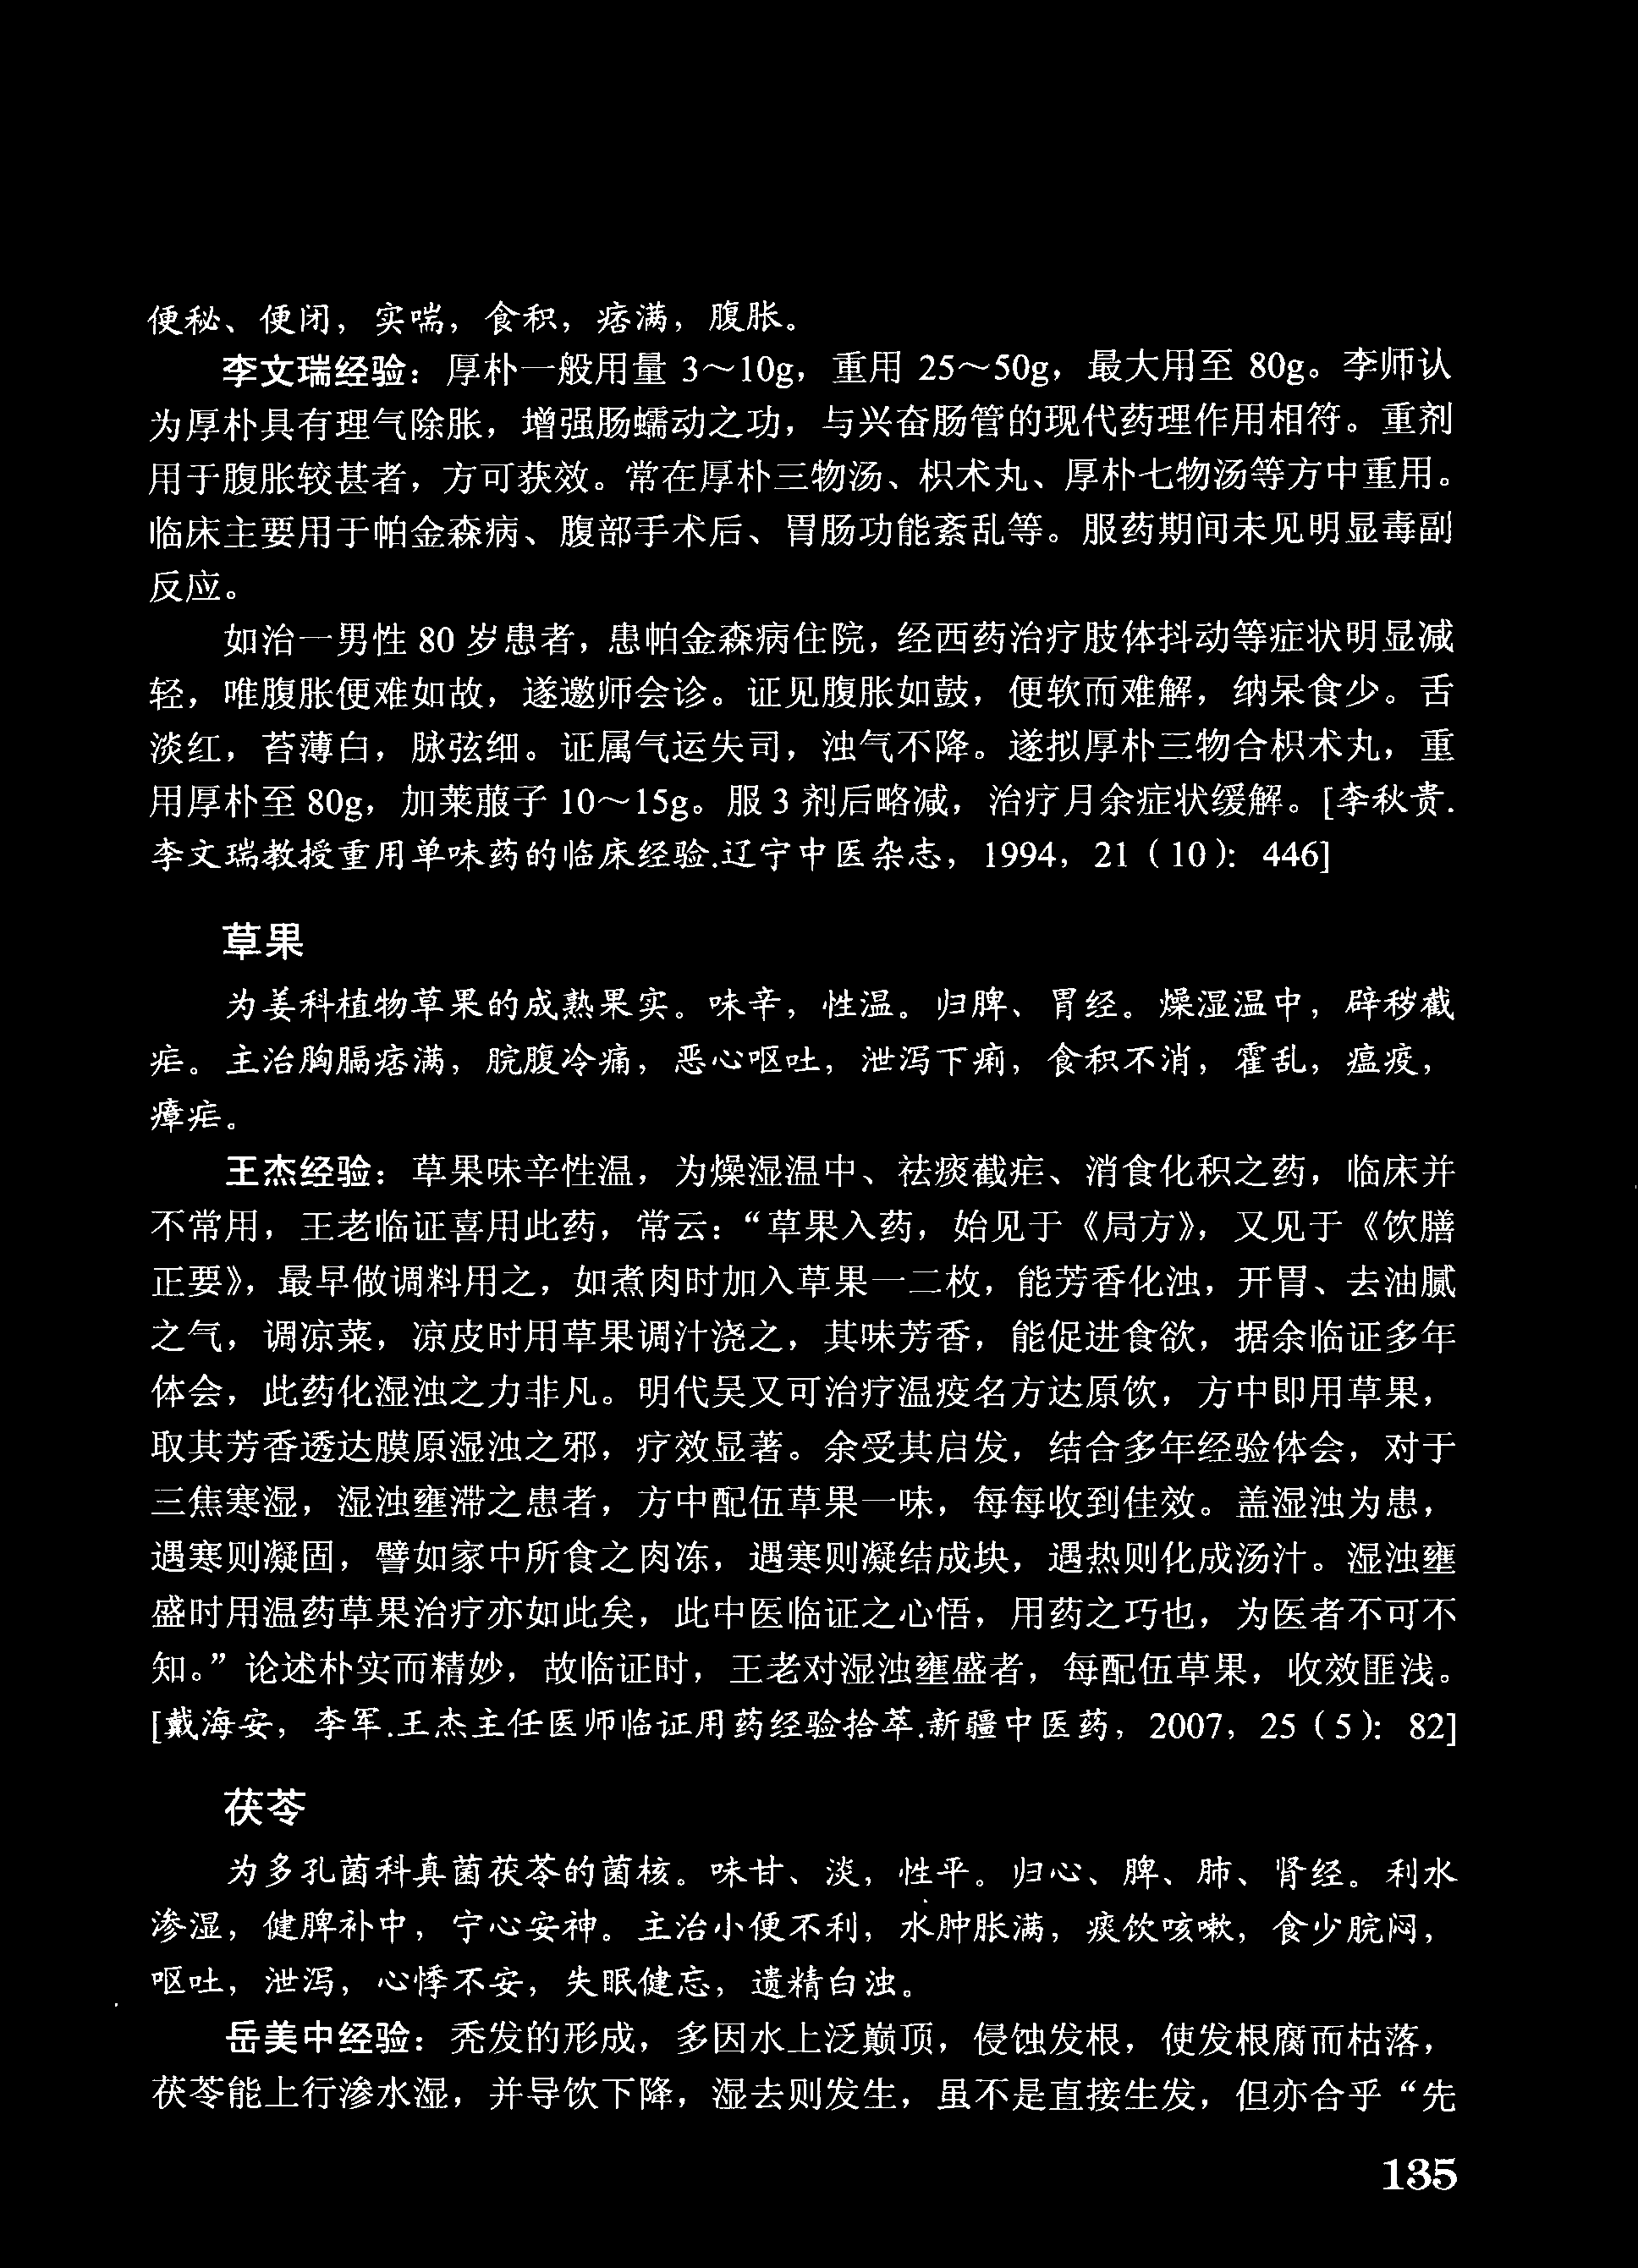 便秘、便闭，实喘，食积，痞满，腹胀。
李文瑞经验：厚朴一般用量 3～10g，重用 25～50g，最大用至 80g。李师认
为厚朴具有理气除胀，增强肠蠕动之功，与兴奋肠管的现代药理作用相符。重剂
用于腹胀较甚者，方可获效。常在厚朴三物汤、枳术丸、厚朴七物汤等方中重用。
临床主要用于帕金森病、腹部手术后、胃肠功能紊乱等。服药期间未见明显毒副
反应。
如治一男性 80 岁患者，患帕金森病住院，经西药治疗肢体抖动等症状明显减
轻，唯腹胀便难如故，遂邀师会诊。证见腹胀如鼓，便软而难解，纳呆食少。舌
淡红，苔薄白，脉弦细。证属气运失司，浊气不降。遂拟厚朴三物合枳术丸，重
用厚朴至 80g，加莱菔子 10～15g。服 3 剂后略减，治疗月余症状缓解。[李秋贵.
李文瑞教授重用单味药的临床经验.辽宁中医杂志，1994，21（10）：446]
草果
为姜科植物草果的成熟果实。味辛，性温。归脾、胃经。燥湿温中，辟秽截
疟。主治胸膈痞满，脘腹冷痛，恶心呕吐，泄泻下痢，食积不消，霍乱，瘟疫，
瘴疟。
王杰经验：草果味辛性温，为燥湿温中、祛痰截疟、消食化积之药，临床并
不常用，王老临证喜用此药，常云：“草果入药，始见于《局方》，又见于《饮膳
正要》，最早做调料用之，如煮肉时加入草果一二枚，能芳香化浊，开胃、去油腻
之气，调凉菜，凉皮时用草果调汁浇之，其味芳香，能促进食欲，据余临证多年
体会，此药化湿浊之力非凡。明代吴又可治疗温疫名方达原饮，方中即用草果，
取其芳香透达膜原湿浊之邪，疗效显著。余受其启发，结合多年经验体会，对于
三焦寒湿，湿浊壅滞之患者，方中配伍草果一味，每每收到佳效。盖湿浊为患，
遇寒则凝固，譬如家中所食之肉冻，遇寒则凝结成块，遇热则化成汤汁。湿浊壅
盛时用温药草果治疗亦如此矣，此中医临证之心悟，用药之巧也，为医者不可不
知。”论述朴实而精妙，故临证时，王老对湿浊壅盛者，每配伍草果，收效匪浅。
[戴海安，李军.王杰主任医师临证用药经验拾萃.新疆中医药，2007，25（5）：82]
茯苓
为多孔菌科真菌茯苓的菌核。味甘、淡，性平。归心、脾、肺、肾经。利水
渗湿，健脾补中，宁心安神。主治小便不利，水肿胀满，痰饮咳嗽，食少脘闷，
呕吐，泄泻，心悸不安，失眠健忘，遗精白浊。
岳美中经验：秃发的形成，多因水上泛巅顶，侵蚀发根，使发根腐而枯落，
茯苓能上行渗水湿，并导饮下降，湿去则发生，虽不是直接生发，但亦合乎“先
135